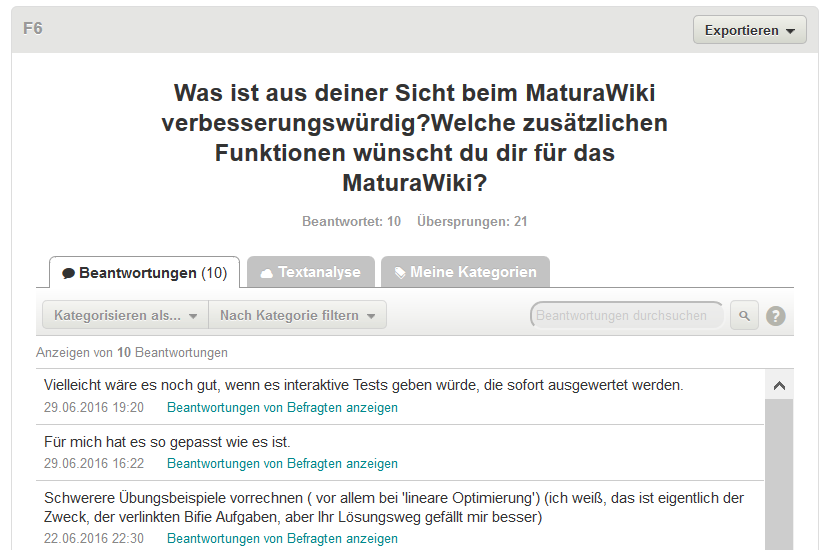 F6
Exportieren
Was ist aus deiner Sicht beim MaturaWiki
verbesserungswürdig?Welche zusätzlichen
Funktionen wünscht du dir für das
MaturaWiki?
Beantwortet: 10 Übersprungen: 21
Beantwortungen (10) Textanalyse Meine Kategorien
Kategorisieren als... Nach Kategorie filtern Beantwortungen durchsuchen ?
Anzeigen von 10 Beantwortungen
Vielleicht wäre es noch gut, wenn es interaktive Tests geben würde, die sofort ausgewertet werden.
29.06.2016 19:20 Beantwortungen von Befragten anzeigen
Für mich hat es so gepasst wie es ist.
29.06.2016 16:22 Beantwortungen von Befragten anzeigen
Schwerere Übungsbeispiele vorrechnen ( vor allem bei 'lineare Optimierung') (ich weiß, das ist eigentlich der
Zweck, der verlinkten Bifie Aufgaben, aber Ihr Lösungsweg gefällt mir besser)
22.06.2016 22:30 Beantwortungen von Befragten anzeigen